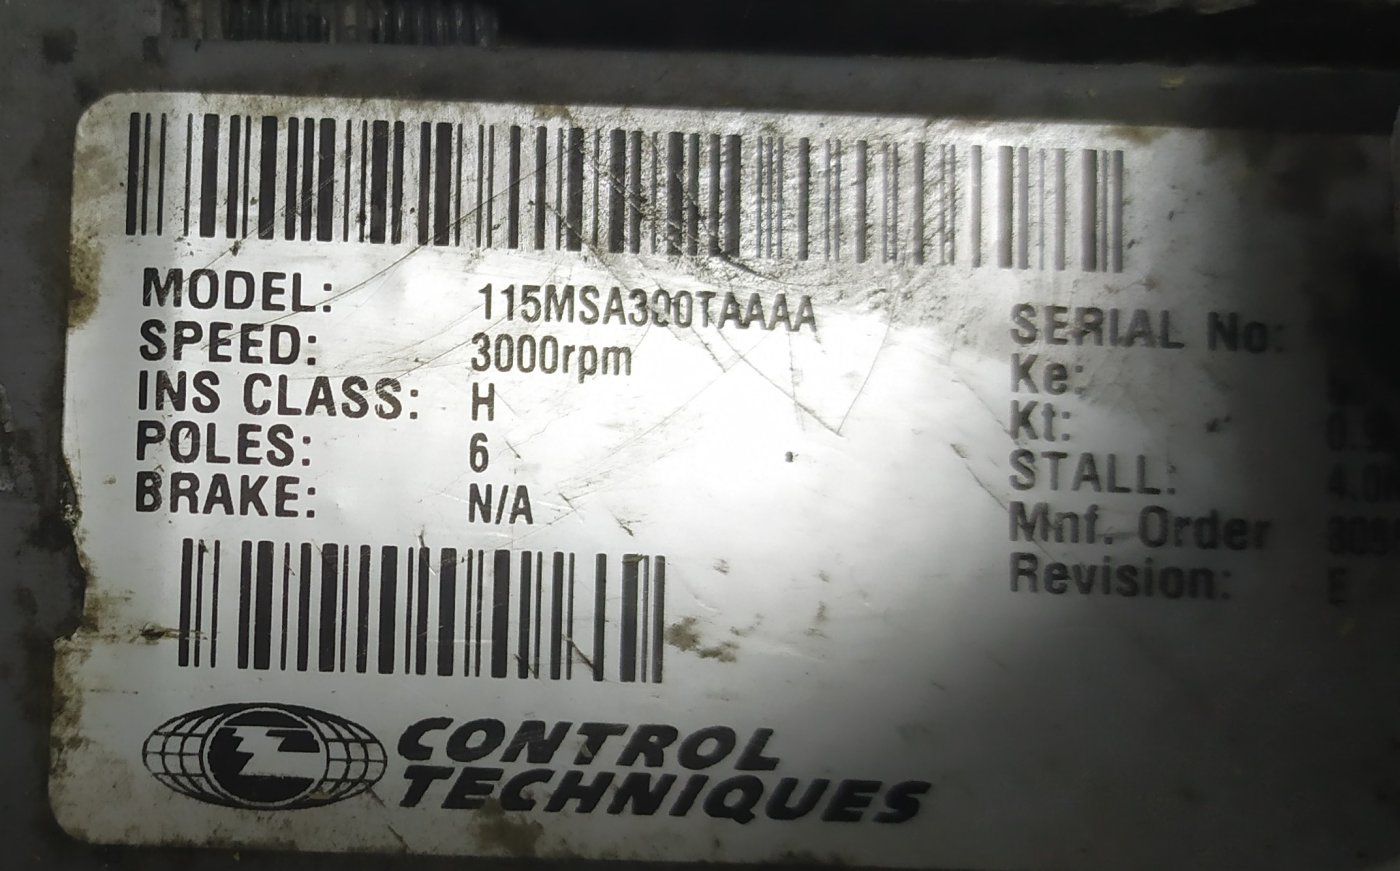 MODEL: 115MSA300TAAAA
SPEED: 3000rpm
INS CLASS: H
POLES: 6
BRAKE: N/A
SERIAL No:
Ke:
Kt:
STALL:
Mnf. Order
Revision: E
CONTROL
TECHNIQUES